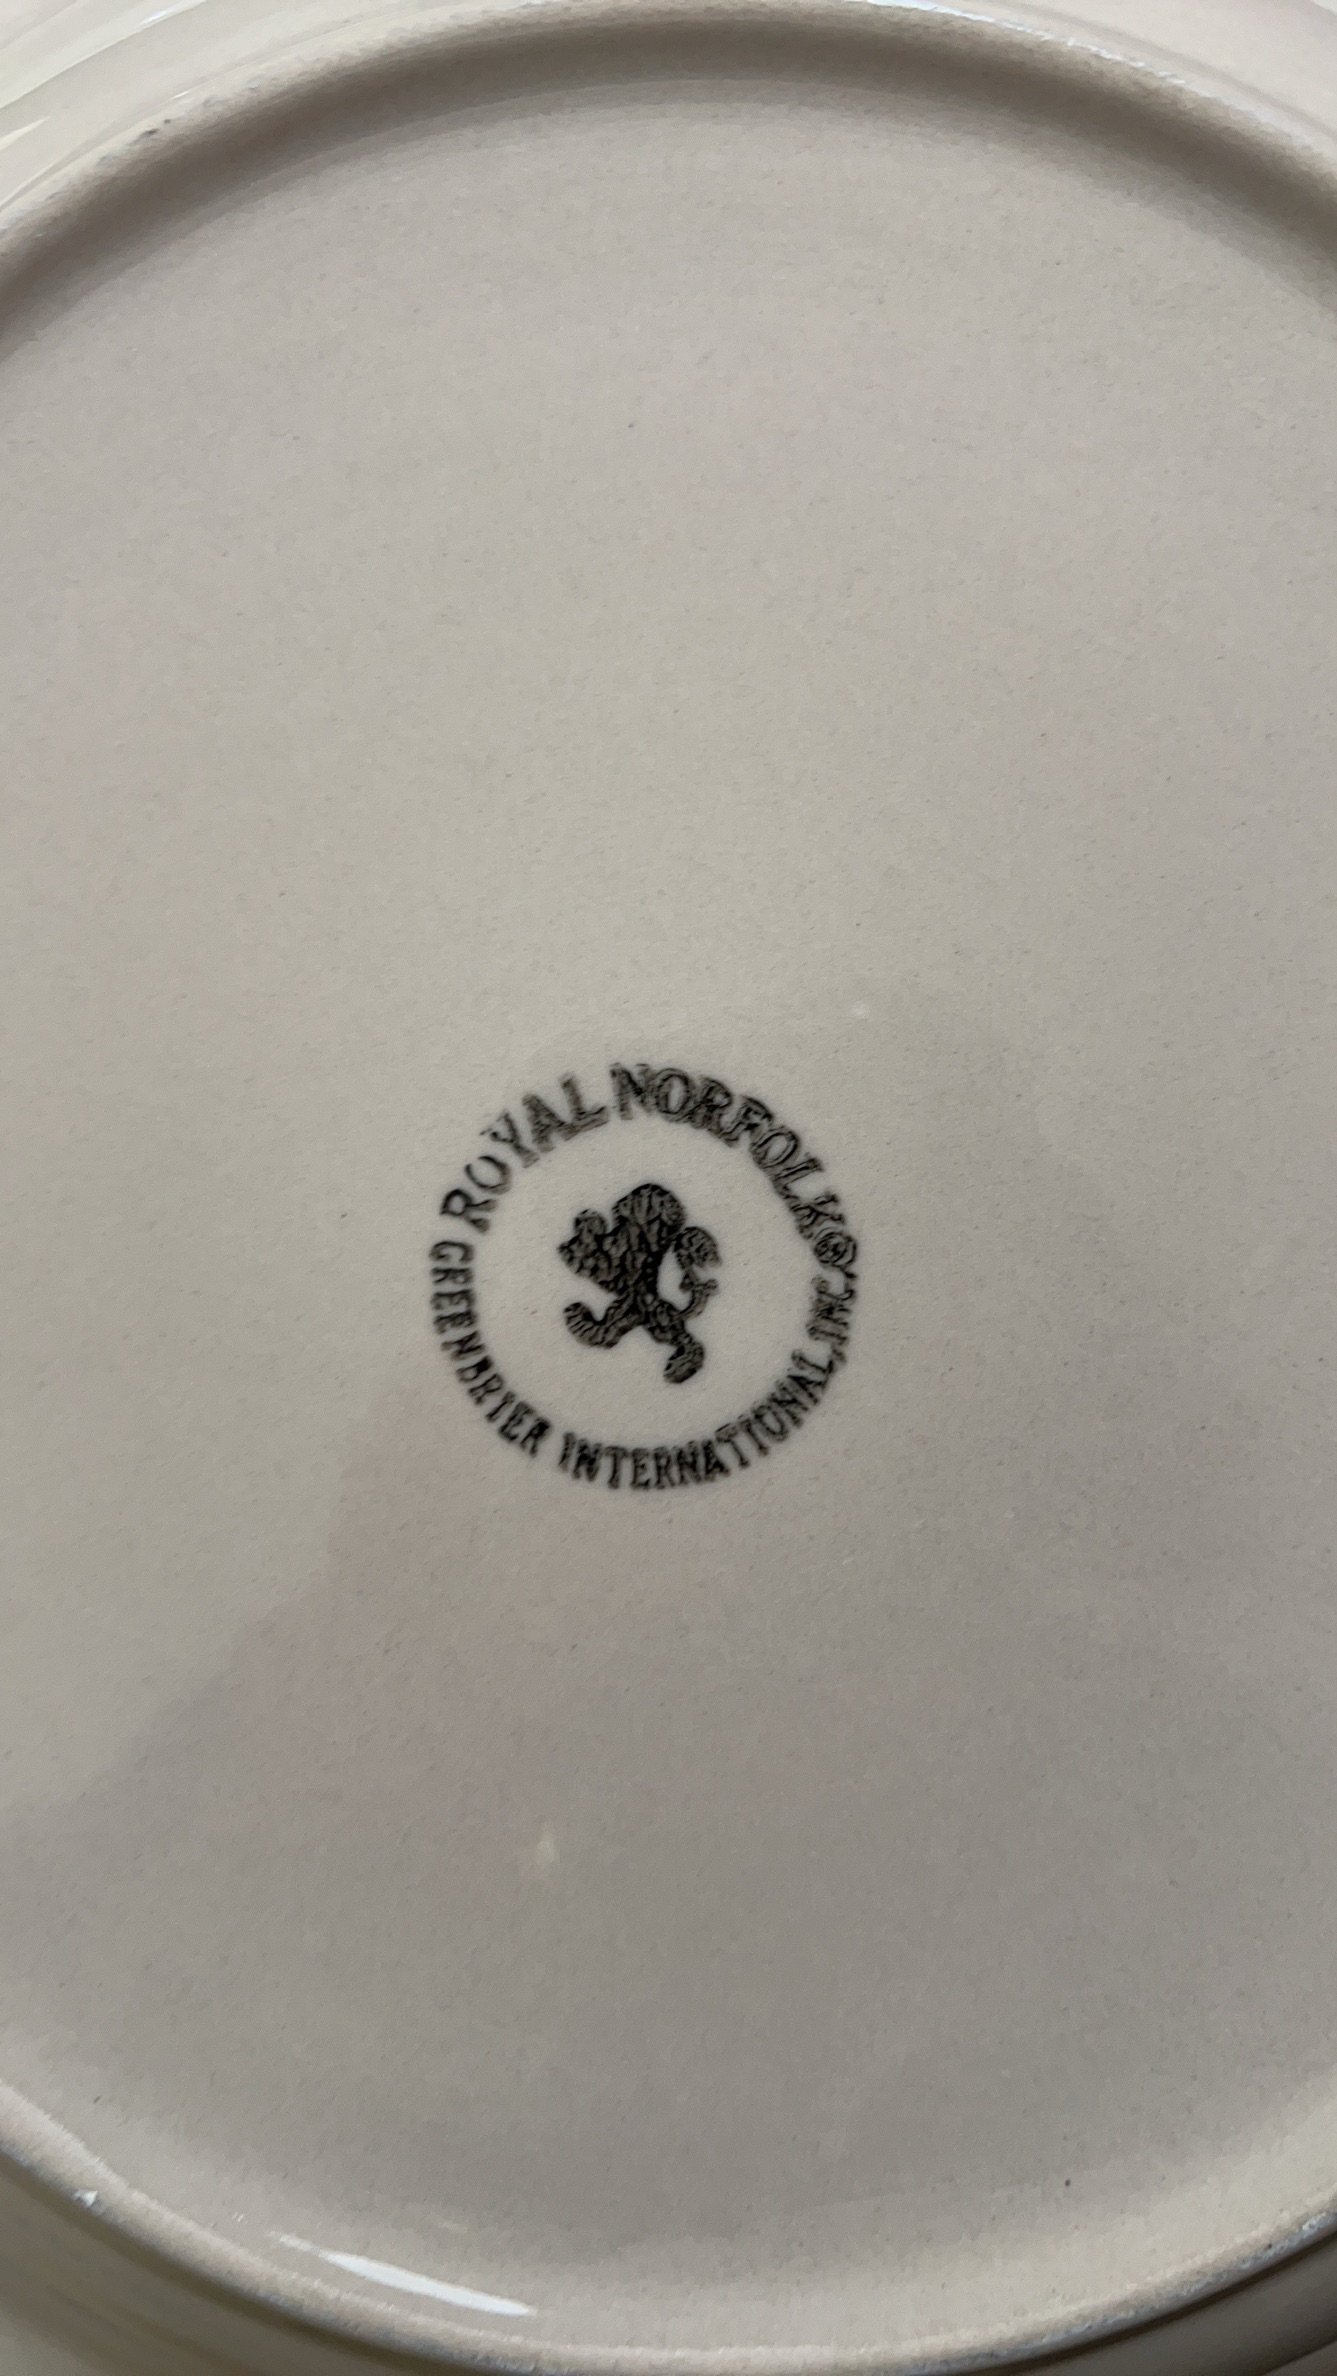 ROYAL NORFOLK®
GREENBRIER INTERNATIONAL, INC.